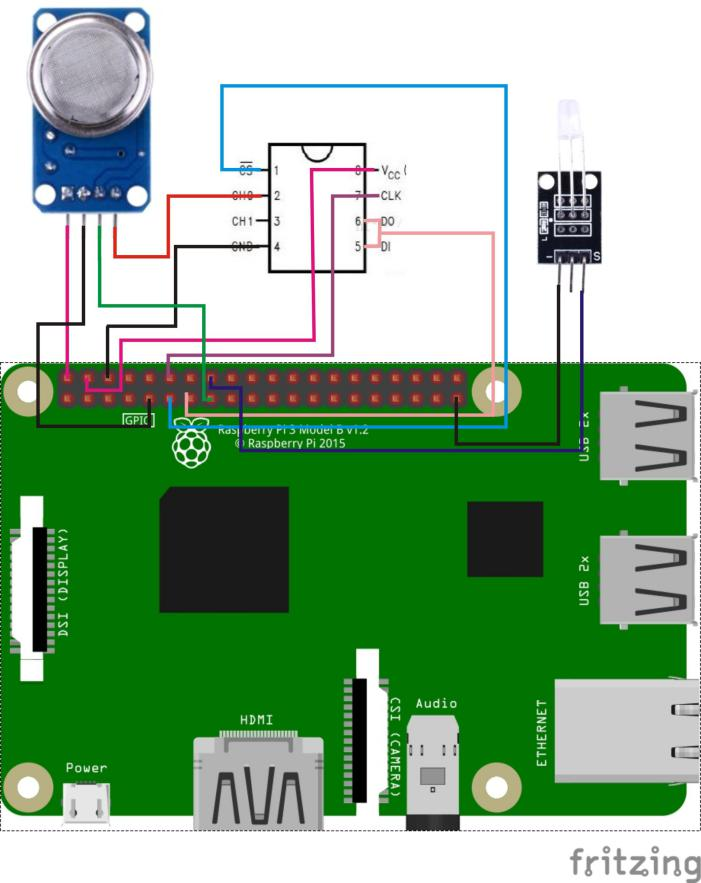 CS 1 8 VCC (
CH0 2 7 CLK
CH1 3 6 DO
GND 4 5 DI
- S
L
GPIO
Raspberry Pi 3 Model B v1.2
© Raspberry Pi 2015
USB 2x
DSI (DISPLAY)
USB 2x
HDMI
CSI (CAMERA)
Audio
ETHERNET
Power
fritzing